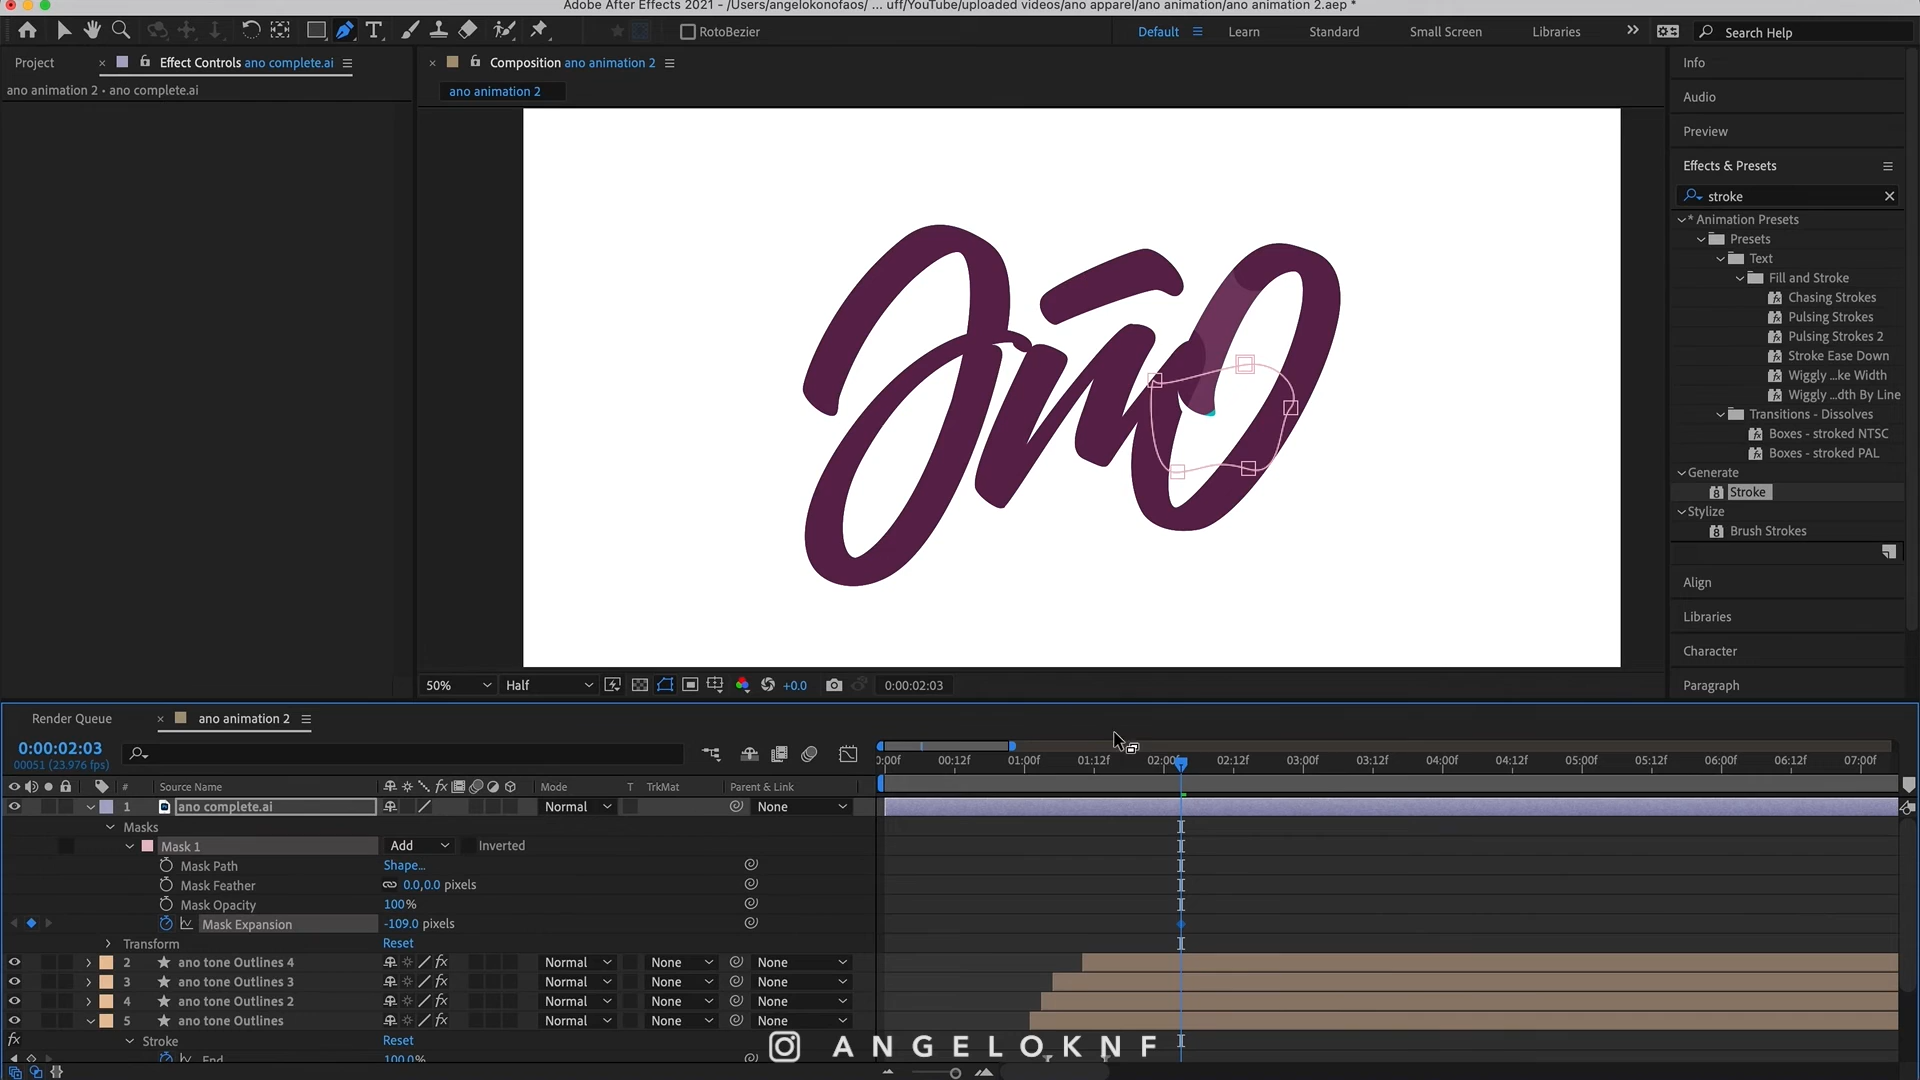 Adobe After Effects 2021 - /Users/angelokonofaos/ ... uff/YouTube/uploaded videos/ano apparel/ano animation/ano animation 2.aep *
RotoBezier
Default
Learn
Standard
Small Screen
Libraries
Search Help
Project
Effect Controls ano complete.ai
Composition ano animation 2
Info
ano animation 2 • ano complete.ai
ano animation 2
Audio
Preview
Effects & Presets
stroke
* Animation Presets
Presets
Text
Fill and Stroke
Chasing Strokes
Pulsing Strokes
Pulsing Strokes 2
Stroke Ease Down
Wiggly ...ke Width
Wiggly ...dth By Line
Transitions - Dissolves
Boxes - stroked NTSC
Boxes - stroked PAL
Generate
Stroke
Stylize
Brush Strokes
Align
Libraries
Character
Paragraph
āno
50%
Half
+0.0
0:00:02:03
Render Queue
ano animation 2
0:00:02:03
00051 (23.976 fps)
:00f 00:12f 01:00f 01:12f 02:00f 02:12f 03:00f 03:12f 04:00f 04:12f 05:00f 05:12f 06:00f 06:12f 07:00f
# Source Name Mode T TrkMat Parent & Link
1 ano complete.ai Normal None
Masks
Mask 1 Add Inverted
Mask Path Shape...
Mask Feather 0.0,0.0 pixels
Mask Opacity 100%
Mask Expansion -109.0 pixels
Transform Reset
2 ano tone Outlines 4 fx Normal None None
3 ano tone Outlines 3 fx Normal None None
4 ano tone Outlines 2 fx Normal None None
5 ano tone Outlines fx Normal None None
fx Stroke Reset
End 100.0%
ANGELOKNF